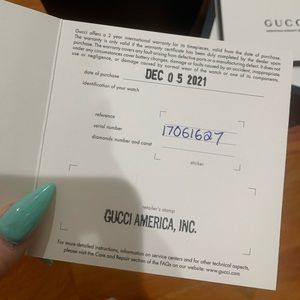 GUCCI
Gucci offers a 2 year international warranty for its timepieces, valid from the date of purchase.
The warranty is only valid if the warranty certificate has been duly completed by the dealer upon
purchase. The warranty covers any fault arising from defective parts or a manufacturing defect. It does not
under any circumstances cover battery changes, damage or faults caused by an accident, inappropriate
use or negligence, or damage caused by normal wear of the watch or one of its components.
date of purchase DEC 05 2021
identification of your watch
reference
serial number 17061627
diamonds number and carat
sticker
retailer's stamp
GUCCI AMERICA, INC.
For more detailed instructions, information on service centers and for other technical aspects,
please visit the Care and Repair section of the FAQs on our website: www.gucci.com